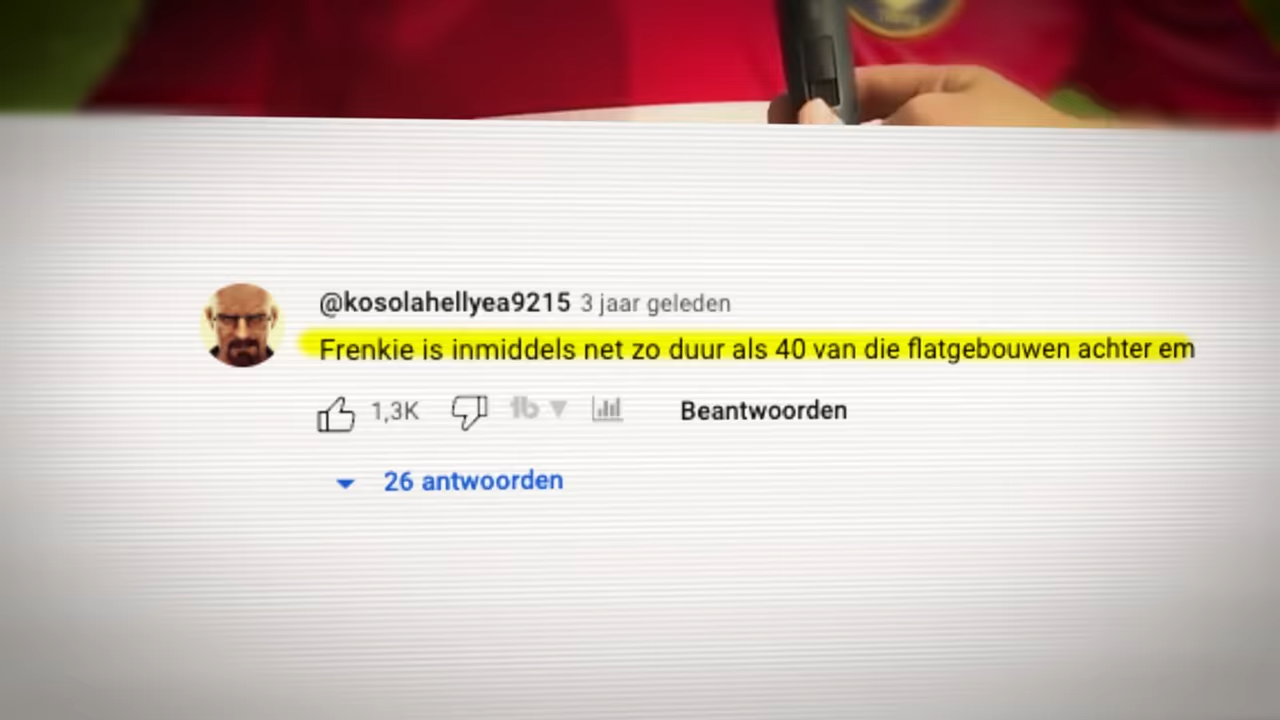 @kosolahellyea9215 3 jaar geleden
Frenkie is inmiddels net zo duur als 40 van die flatgebouwen achter em
1,3K Beantwoorden
26 antwoorden